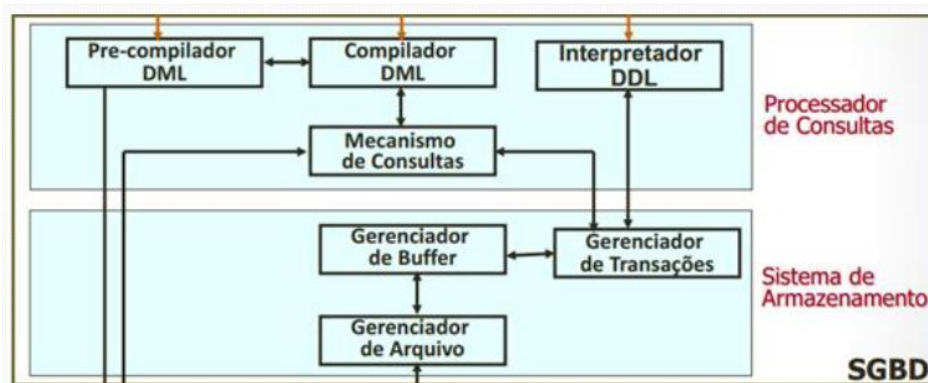 Pre-compilador
DML
Compilador
DML
Interpretador
DDL
Processador
de Consultas
Mecanismo
de Consultas
Gerenciador
de Buffer
Gerenciador
de Transações
Sistema de
Armazenamento
Gerenciador
de Arquivo
SGBD